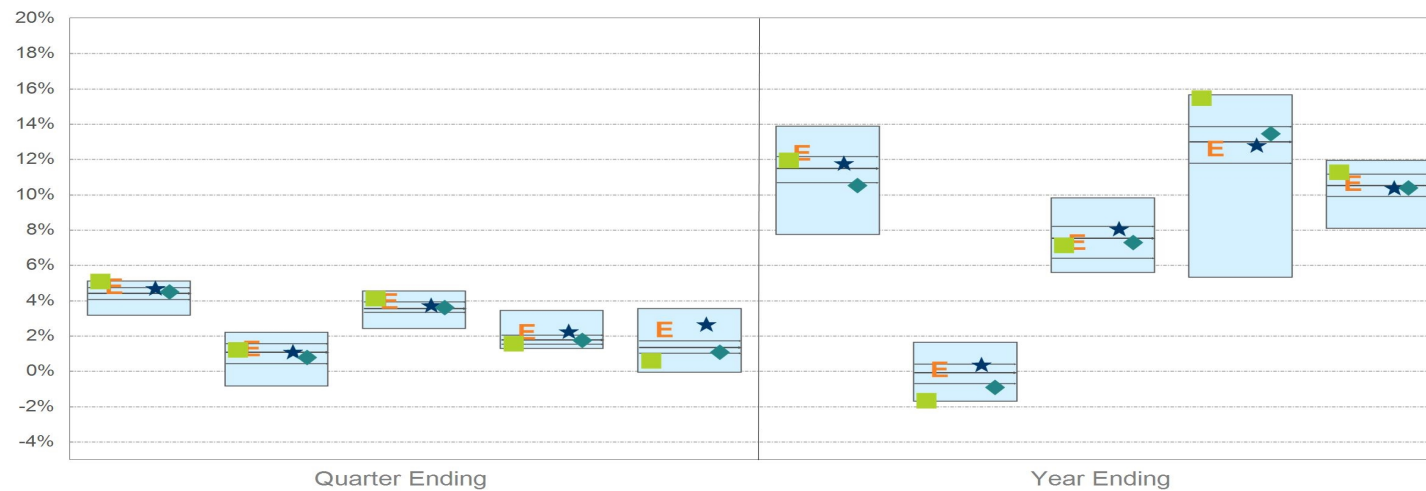 20%
18%
16%
14%
12%
10%
8%
6%
4%
2%
0%
-2%
-4%
E
E
E
E
E
E
E
E
E
E
Quarter Ending
Year Ending